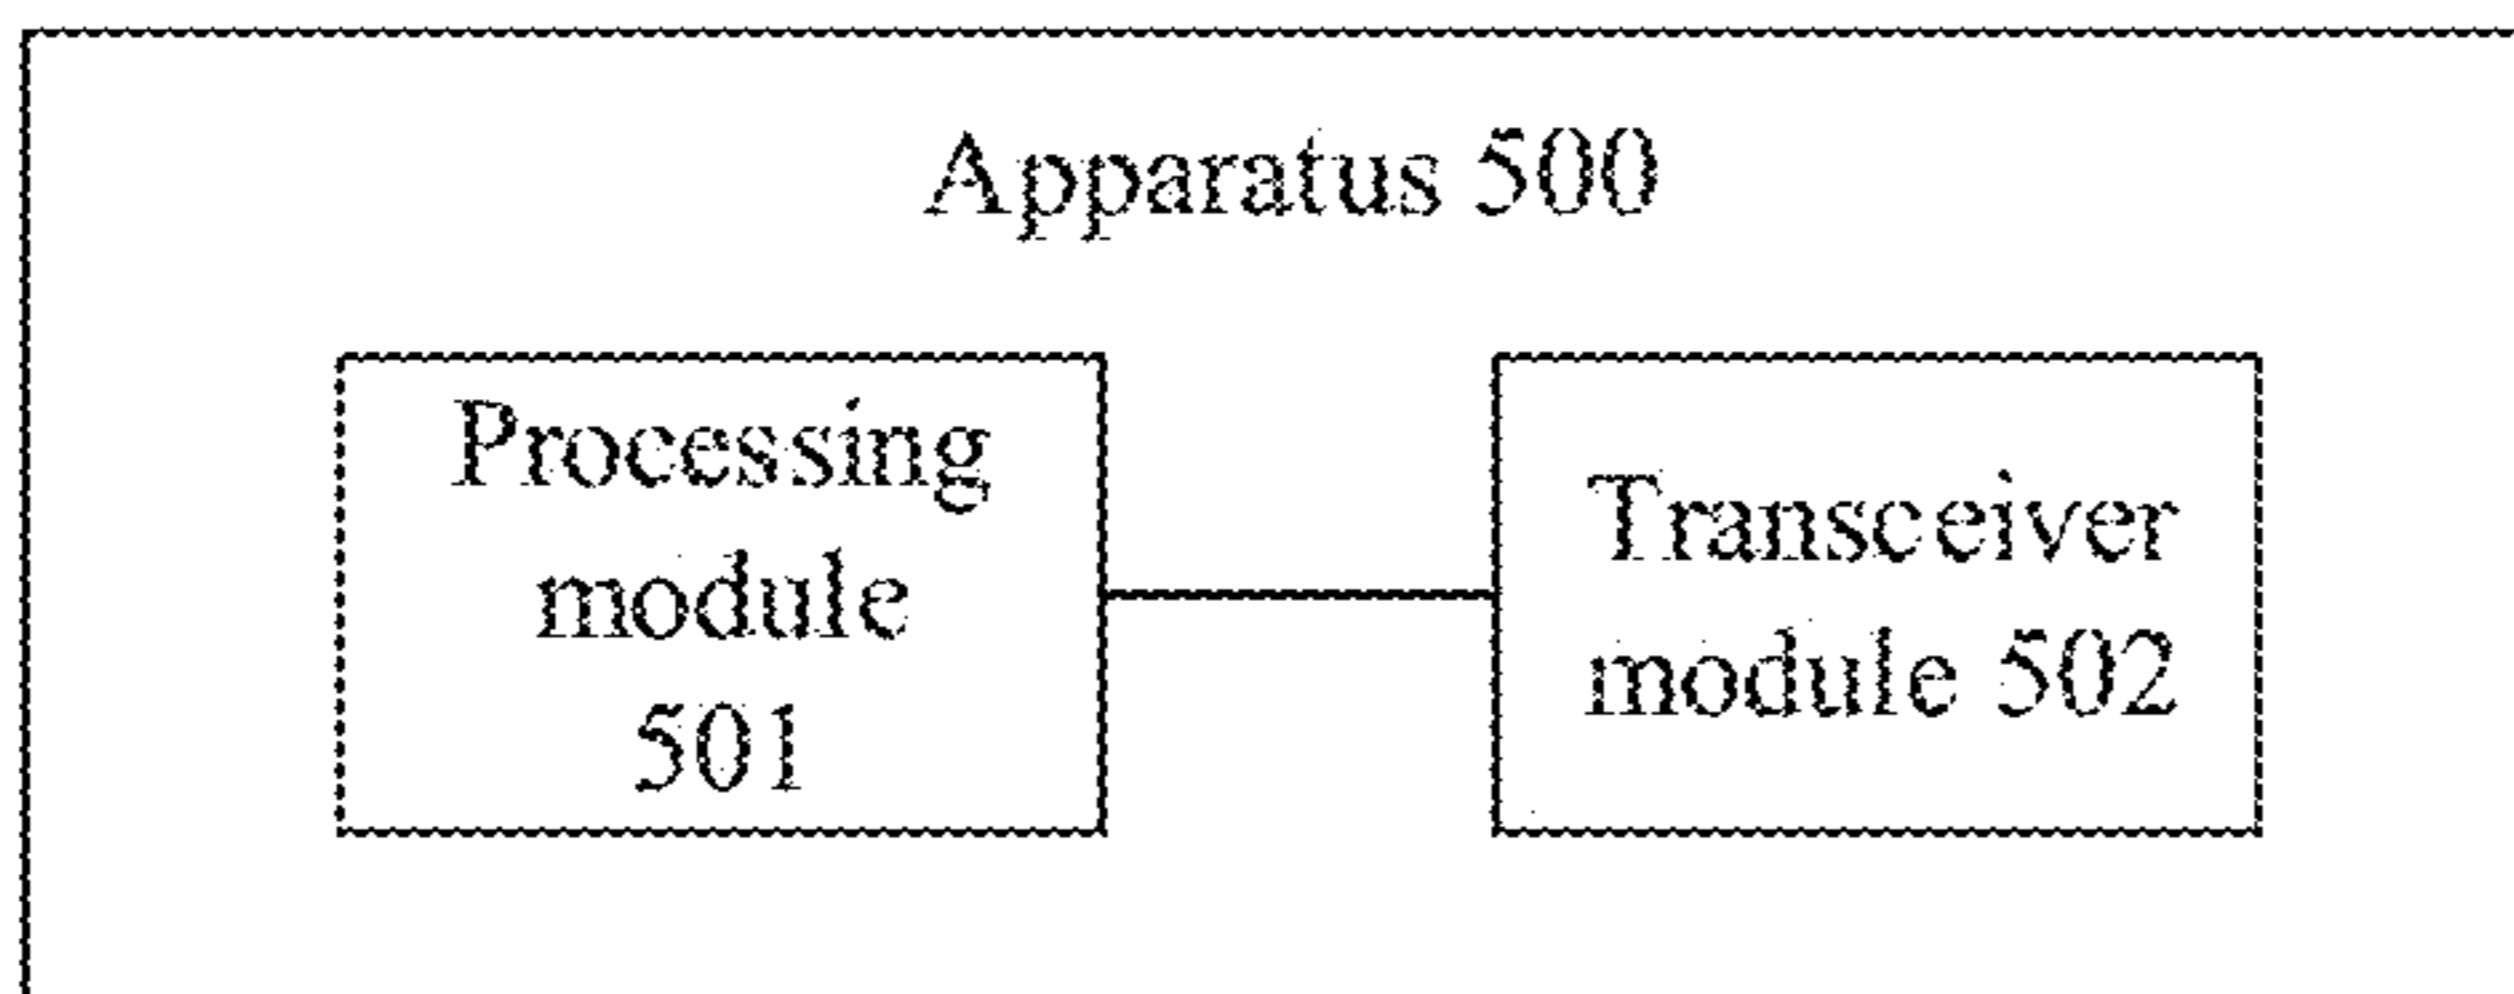 Apparatus 500
Processing
module
501
Transceiver
module 502